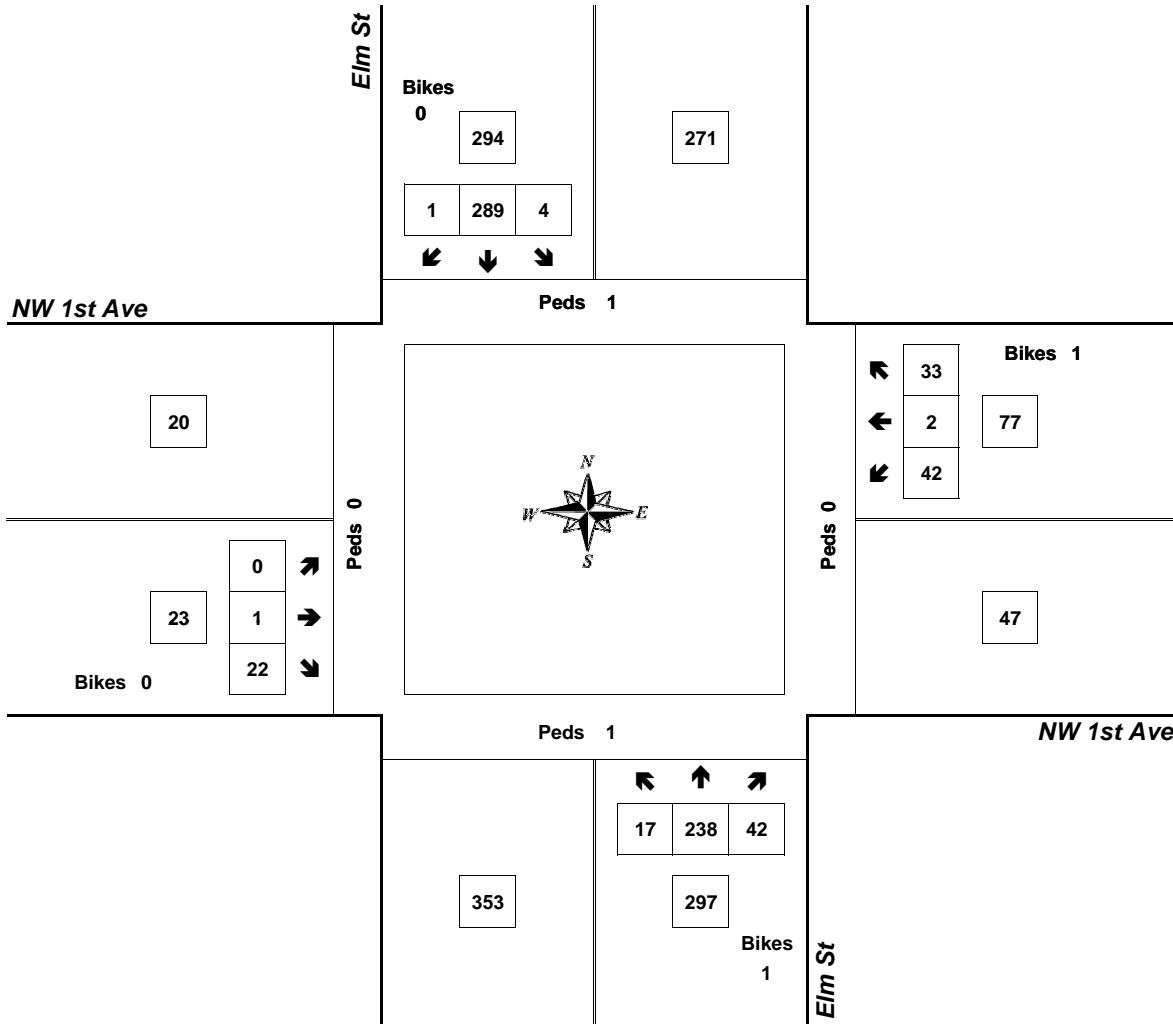 Elm St
Bikes
0
294
271
1 289 4
Peds 1
NW 1st Ave
33
Bikes 1
20
2
77
42
N
W E
S
Peds 0
Peds 0
0
23
1
47
22
Bikes 0
Peds 1
NW 1st Ave
17 238 42
353
297
Bikes
1
Elm St